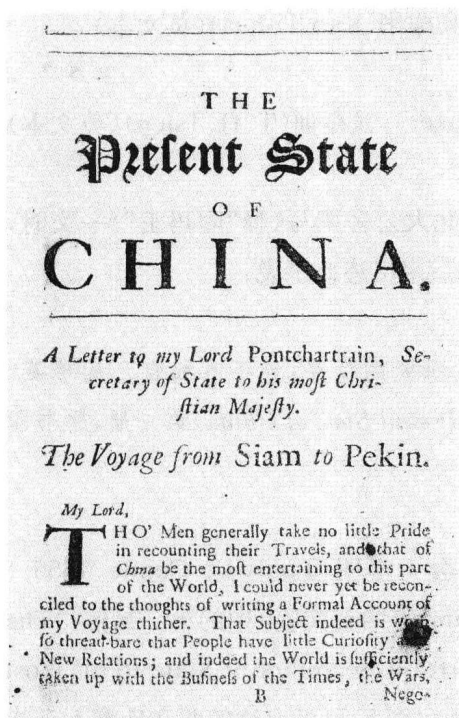 THE
Preſent State
OF
CHINA.
A Letter to my Lord Pontchartrain, Se-
cretary of State to his moſt Chri-
ſtian Majeſty.
The Voyage from Siam to Pekin.
My Lord,
THO' Men generally take no little Pride
in recounting their Travels, and that of
China be the moſt entertaining to this part
of the World, I could never yet be recon-
ciled to the thoughts of writing a Formal Account of
my Voyage thither. That Subject indeed is worn
ſo thread-bare that People have little Curioſity
New Relations; and indeed the World is ſufficiently
taken up with the Buſineſs of the Times, the Wars,
B Nego-